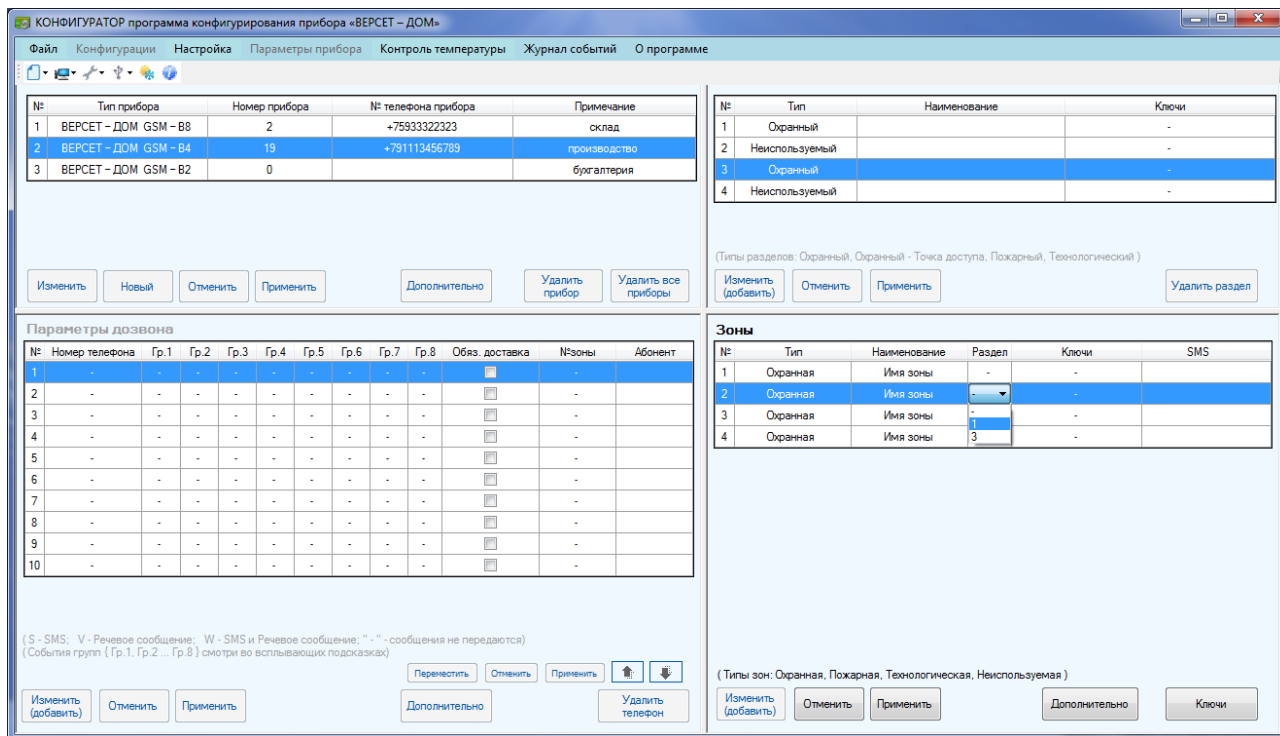 КОНФИГУРАТОР программа конфигурирования прибора «ВЕРСЕТ – ДОМ»
Файл Конфигурации Настройка Параметры прибора Контроль температуры Журнал событий О программе
№ Тип прибора Номер прибора № телефона прибора Примечание
1 ВЕРСЕТ – ДОМ GSM – B8 2 +75933322323 склад
2 ВЕРСЕТ – ДОМ GSM – B4 19 +791113456789 производство
3 ВЕРСЕТ – ДОМ GSM – B2 0 бухгалтерия
Изменить Новый Отменить Применить Дополнительно Удалить прибор Удалить все приборы
№ Тип Наименование Ключи
1 Охранный -
2 Неиспользуемый -
3 Охранный -
4 Неиспользуемый -
(Типы разделов: Охранный, Охранный - Точка доступа, Пожарный, Технологический )
Изменить (добавить) Отменить Применить Удалить раздел
Параметры дозвона
№ Номер телефона Гр.1 Гр.2 Гр.3 Гр.4 Гр.5 Гр.6 Гр.7 Гр.8 Обяз. доставка №зоны Абонент
1 - - - - - - - - - -
2 - - - - - - - - - -
3 - - - - - - - - - -
4 - - - - - - - - - -
5 - - - - - - - - - -
6 - - - - - - - - - -
7 - - - - - - - - - -
8 - - - - - - - - - -
9 - - - - - - - - - -
10 - - - - - - - - - -
( S - SMS; V - Речевое сообщение; W - SMS и Речевое сообщение; " - " - сообщения не передаются)
(События групп { Гр.1, Гр.2 ... Гр.8 } смотри во всплывающих подсказках)
Переместить Отменить Применить
Изменить (добавить) Отменить Применить Дополнительно Удалить телефон
Зоны
№ Тип Наименование Раздел Ключи SMS
1 Охранная Имя зоны - -
2 Охранная Имя зоны - -
3 Охранная Имя зоны - -
1
4 Охранная Имя зоны 3 -
( Типы зон: Охранная, Пожарная, Технологическая, Неиспользуемая )
Изменить (добавить) Отменить Применить Дополнительно Ключи